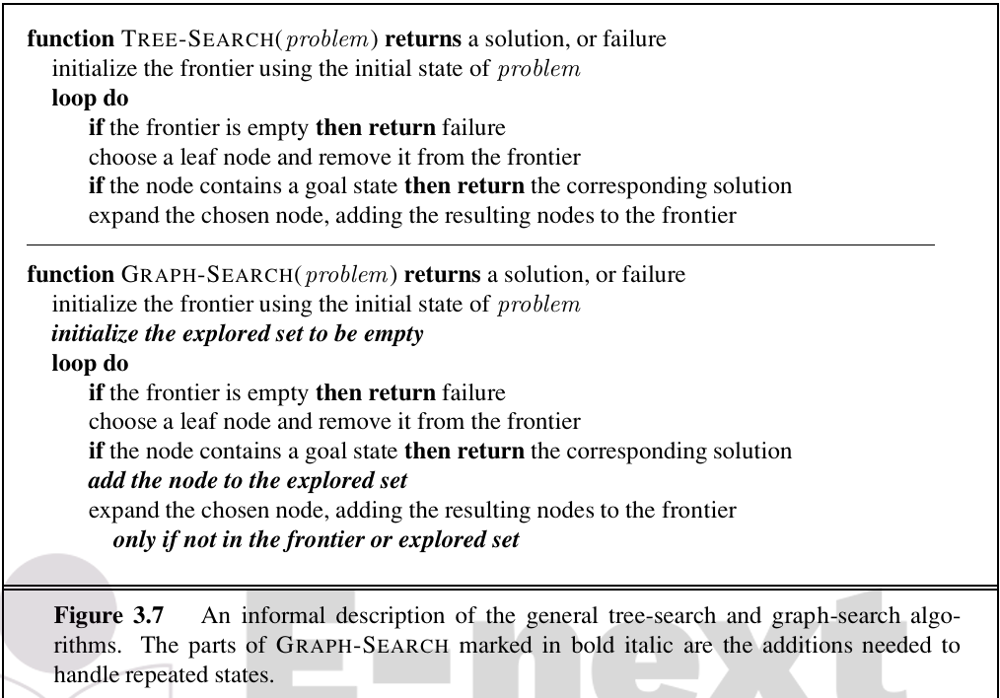 function TREE-SEARCH(problem) returns a solution, or failure
initialize the frontier using the initial state of problem
loop do
if the frontier is empty then return failure
choose a leaf node and remove it from the frontier
if the node contains a goal state then return the corresponding solution
expand the chosen node, adding the resulting nodes to the frontier
function GRAPH-SEARCH(problem) returns a solution, or failure
initialize the frontier using the initial state of problem
initialize the explored set to be empty
loop do
if the frontier is empty then return failure
choose a leaf node and remove it from the frontier
if the node contains a goal state then return the corresponding solution
add the node to the explored set
expand the chosen node, adding the resulting nodes to the frontier
only if not in the frontier or explored set
Figure 3.7 An informal description of the general tree-search and graph-search algo-
rithms. The parts of GRAPH-SEARCH marked in bold italic are the additions needed to
handle repeated states.
E-next